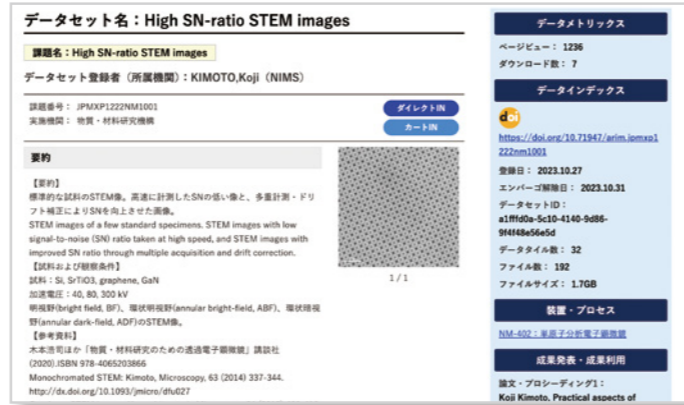 データセット名：High SN-ratio STEM images
課題名：High SN-ratio STEM images
データセット登録者（所属機関）：KIMOTO,Koji（NIMS）
課題番号： JPMXP1222NM1001
実施機関： 物質・材料研究機構
ダイレクトIN
カートIN
要約
【要約】
標準的な試料のSTEM像。高速に計測したSNの低い像と、多重計測・ドリ
フト補正によりSNを向上させた画像。
STEM images of a few standard specimens. STEM images with low
signal-to-noise (SN) ratio taken at high speed, and STEM images with
improved SN ratio through multiple acquisition and drift correction.
【試料および観察条件】
試料：Si, SrTiO3, graphene, GaN
加速電圧：40, 80, 300 kV
明視野(bright field, BF)、環状明視野(annular bright-field, ABF)、環状暗視
野(annular dark-field, ADF)のSTEM像。
【参考資料】
木本浩司ほか「物質・材料研究のための透過電子顕微鏡」講談社
(2020).ISBN 978-4065203866
Monochromated STEM: Kimoto, Microscopy, 63 (2014) 337-344.
http://dx.doi.org/10.1093/jmicro/dfu027
1 / 1
データメトリックス
ページビュー： 1236
ダウンロード数： 7
データインデックス
doi
https://doi.org/10.71947/arim.jpmxp1
222nm1001
登録日： 2023.10.27
エンバーゴ解除日： 2023.10.31
データセットID：
a1fffd0a-5c10-4140-9d86-
9f4f48e56e5d
データタイル数： 32
ファイル数： 192
ファイルサイズ： 1.7GB
装置・プロセス
NM-402：単原子分析電子顕微鏡
成果発表・成果利用
論文・プロシーディング1：
Koji Kimoto, Practical aspects of